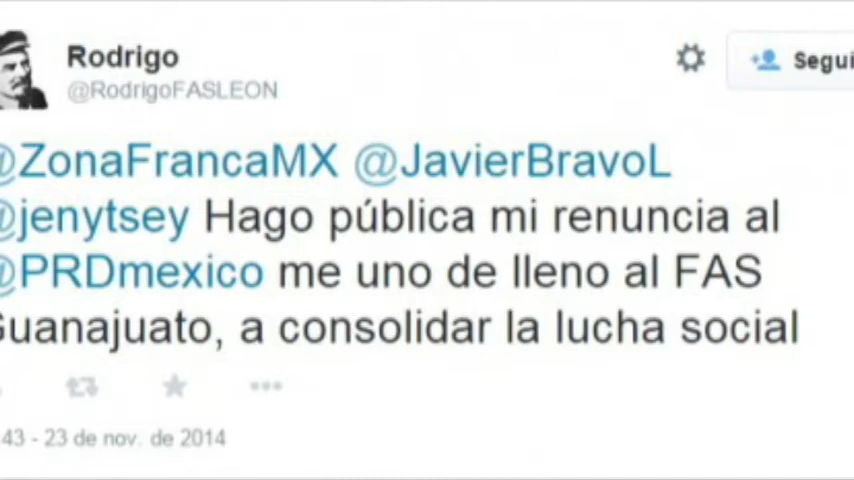 Rodrigo
@RodrigoFASLEON
Segui
@ZonaFrancaMX @JavierBravoL
@jenytsey Hago pública mi renuncia al
@PRDmexico me uno de lleno al FAS
Guanajuato, a consolidar la lucha social
43 - 23 de nov. de 2014